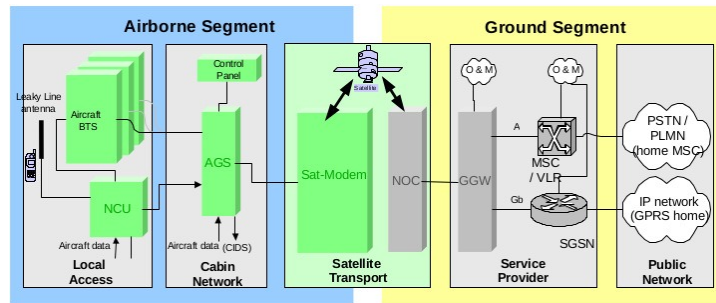 Airborne Segment
Ground Segment
Leaky Line
antenna
Aircraft
BTS
NCU
Aircraft data
Local
Access
Control
Panel
AGS
Aircraft data (CIDS)
Cabin
Network
Satellite
Sat-Modem
NOC
Satellite
Transport
O & M
O & M
GGW
A
Gb
MSC
/ VLR
SGSN
Service
Provider
PSTN /
PLMN
(home MSC)
IP network
(GPRS home)
Public
Network